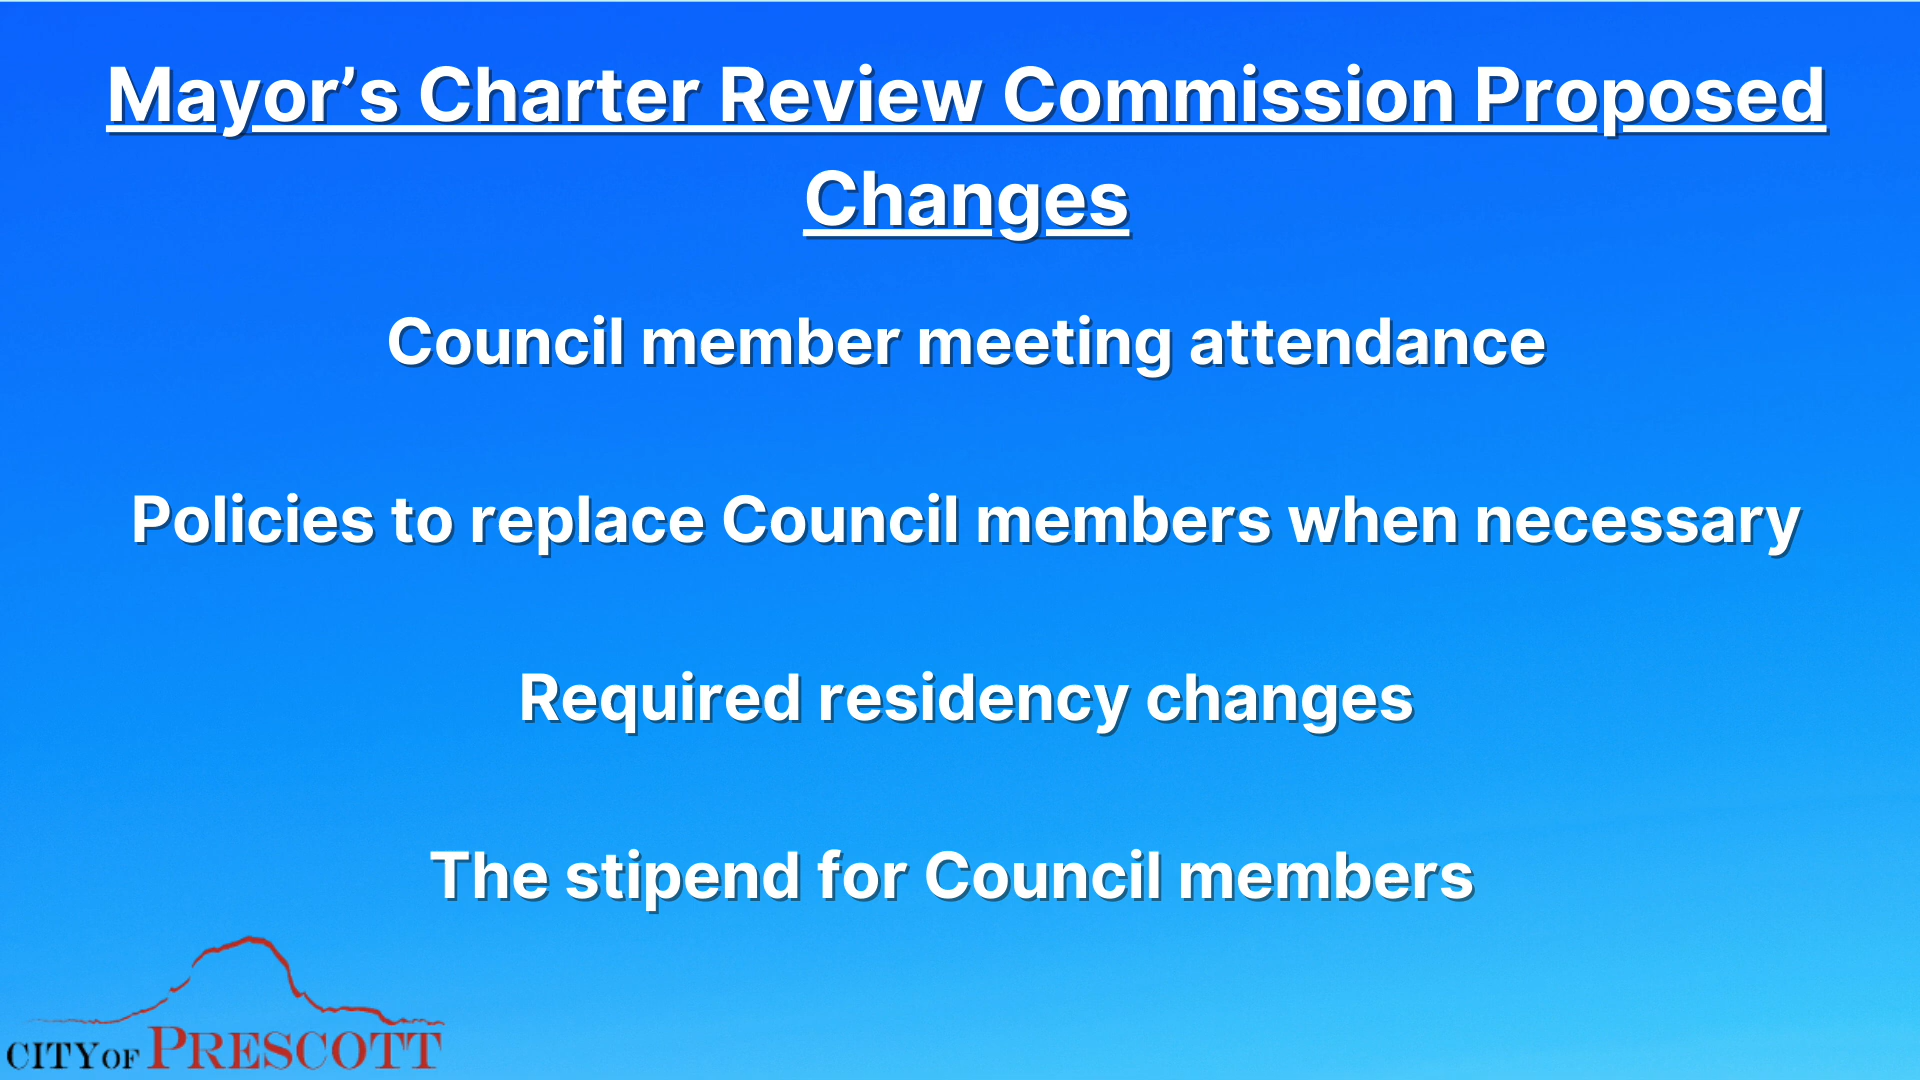 Mayor’s Charter Review Commission Proposed
Changes
Council member meeting attendance
Policies to replace Council members when necessary
Required residency changes
The stipend for Council members
CITY OF PRESCOTT